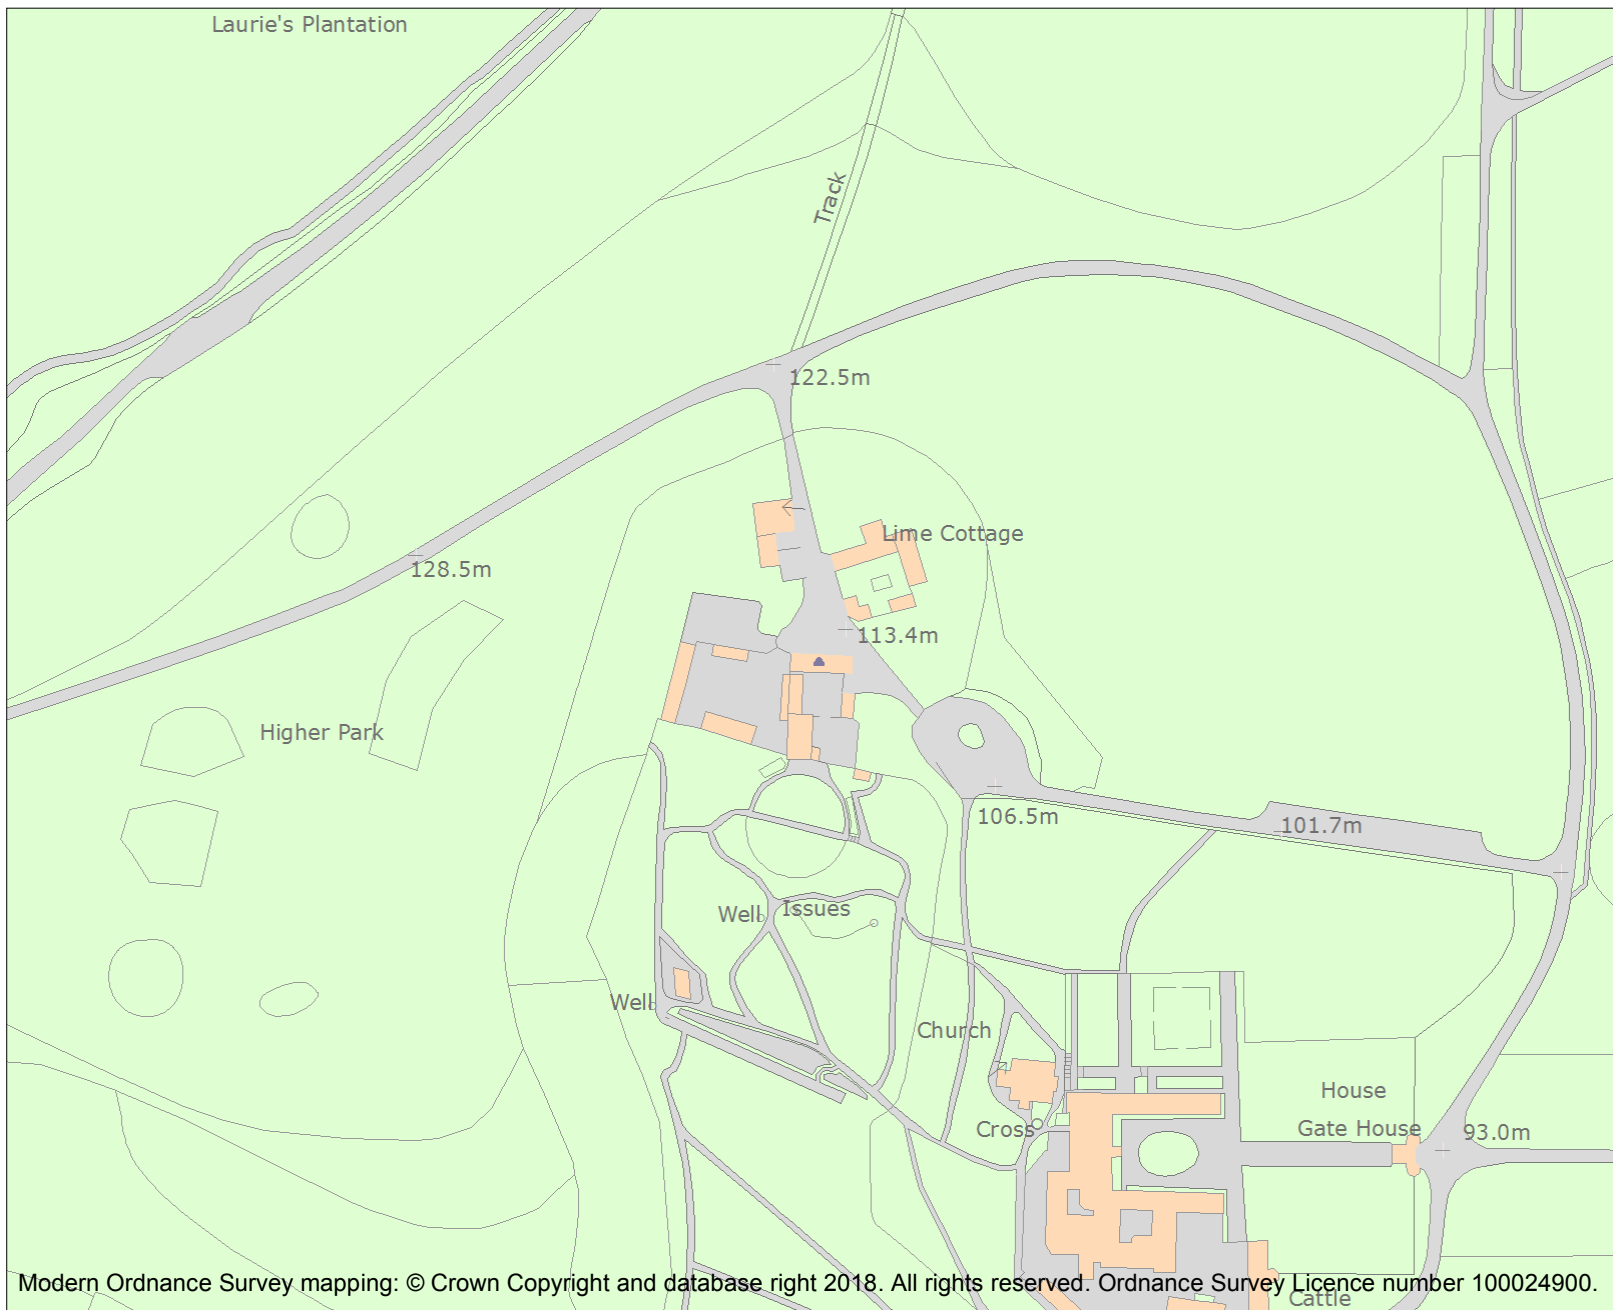 Laurie's Plantation
Track
122.5m
Lime Cottage
128.5m
113.4m
Higher Park
106.5m
101.7m
Well
Issues
Well
Church
House
Gate House
Cross
93.0m
Modern Ordnance Survey mapping: © Crown Copyright and database right 2018. All rights reserved. Ordnance Survey Licence number 100024900.
Cattle